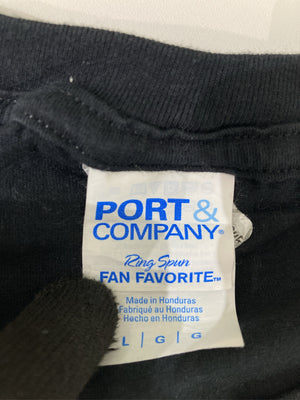 PORT &
COMPANY®
Ring Spun
FAN FAVORITE™
Made in Honduras
Fabriqué au Honduras
Hecho en Honduras
L | G | G